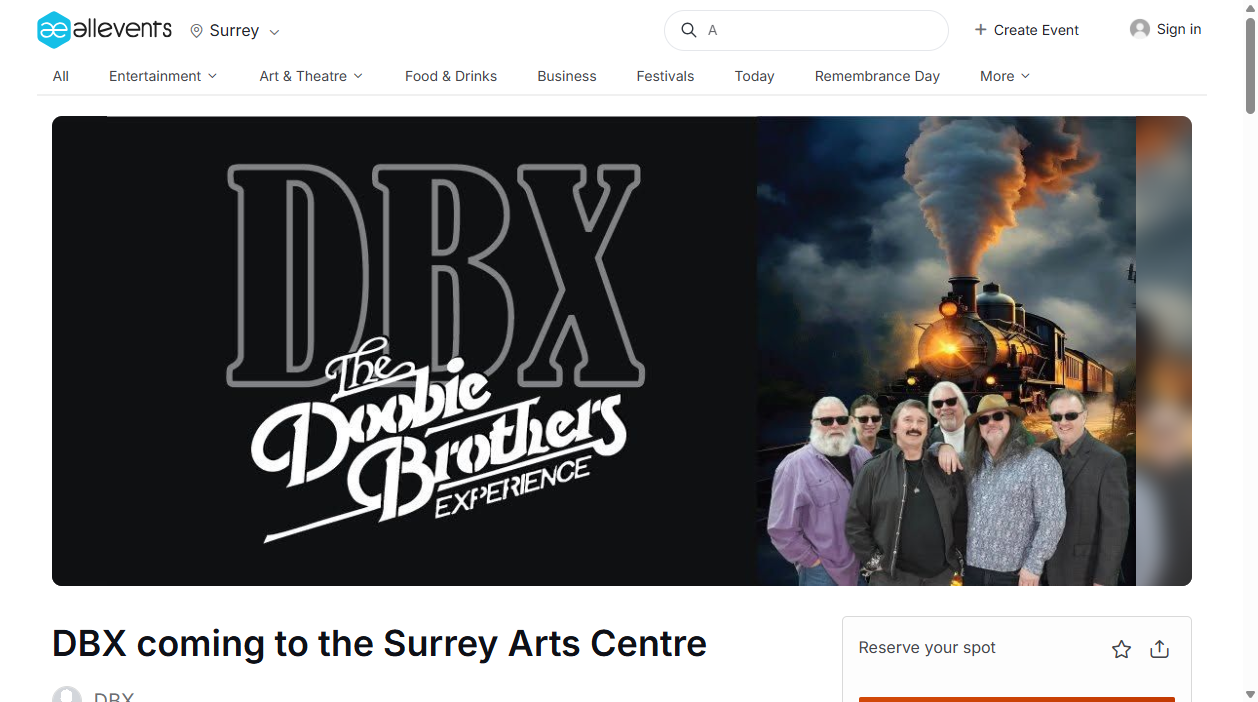 allevents
Surrey
A
Create Event
Sign in
All
Entertainment
Art & Theatre
Food & Drinks
Business
Festivals
Today
Remembrance Day
More
DBX
The
Doobie
Brothers
EXPERIENCE
DBX coming to the Surrey Arts Centre
Reserve your spot
DBX